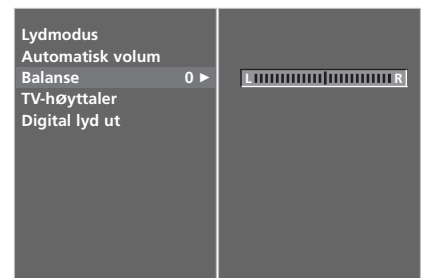 Lydmodus
Automatisk volum
Balanse 0 ►
L R
TV-høyttaler
Digital lyd ut